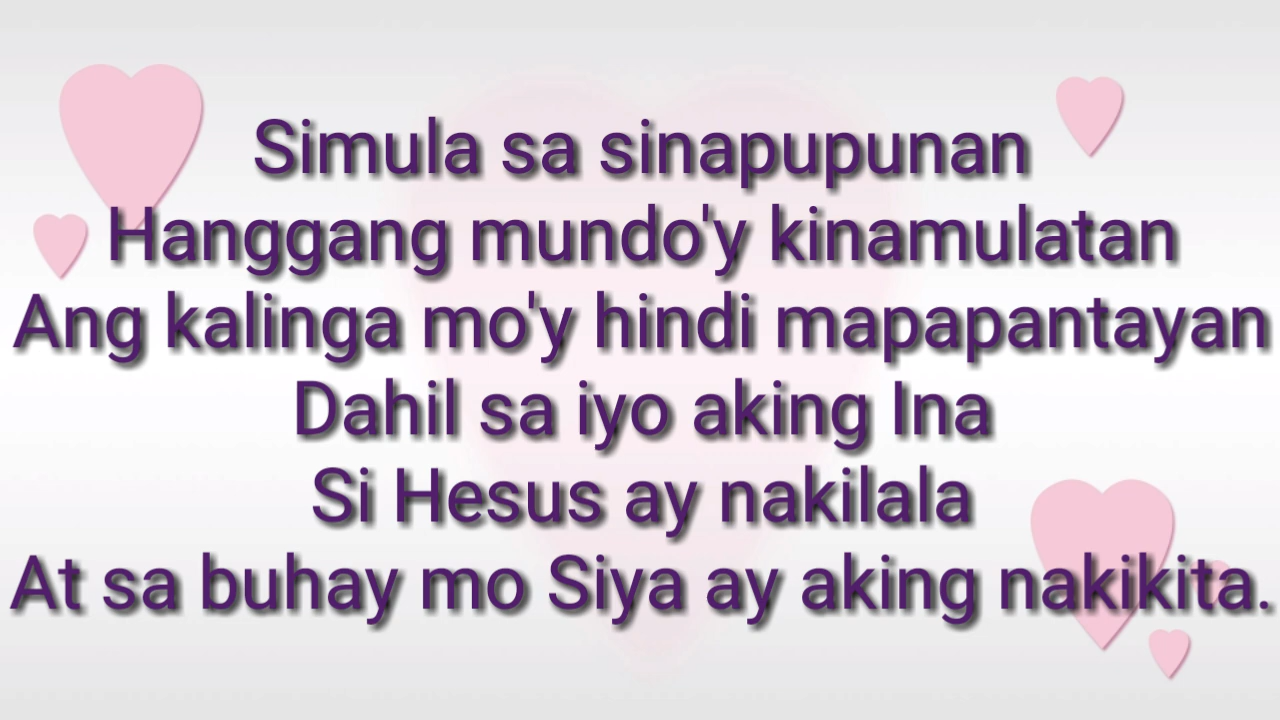 Simula sa sinapupunan
Hanggang mundo'y kinamulatan
Ang kalinga mo'y hindi mapapantayan
Dahil sa iyo aking Ina
Si Hesus ay nakilala
At sa buhay mo Siya ay aking nakikita.